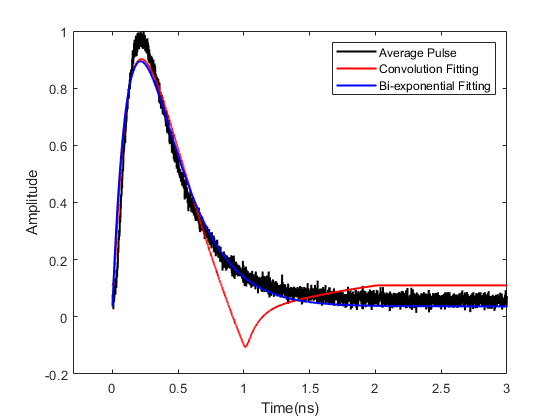 Average Pulse
Convolution Fitting
Bi-exponential Fitting
1
0.8
0.6
0.4
0.2
0
-0.2
Amplitude
0 0.5 1 1.5 2 2.5 3
Time(ns)